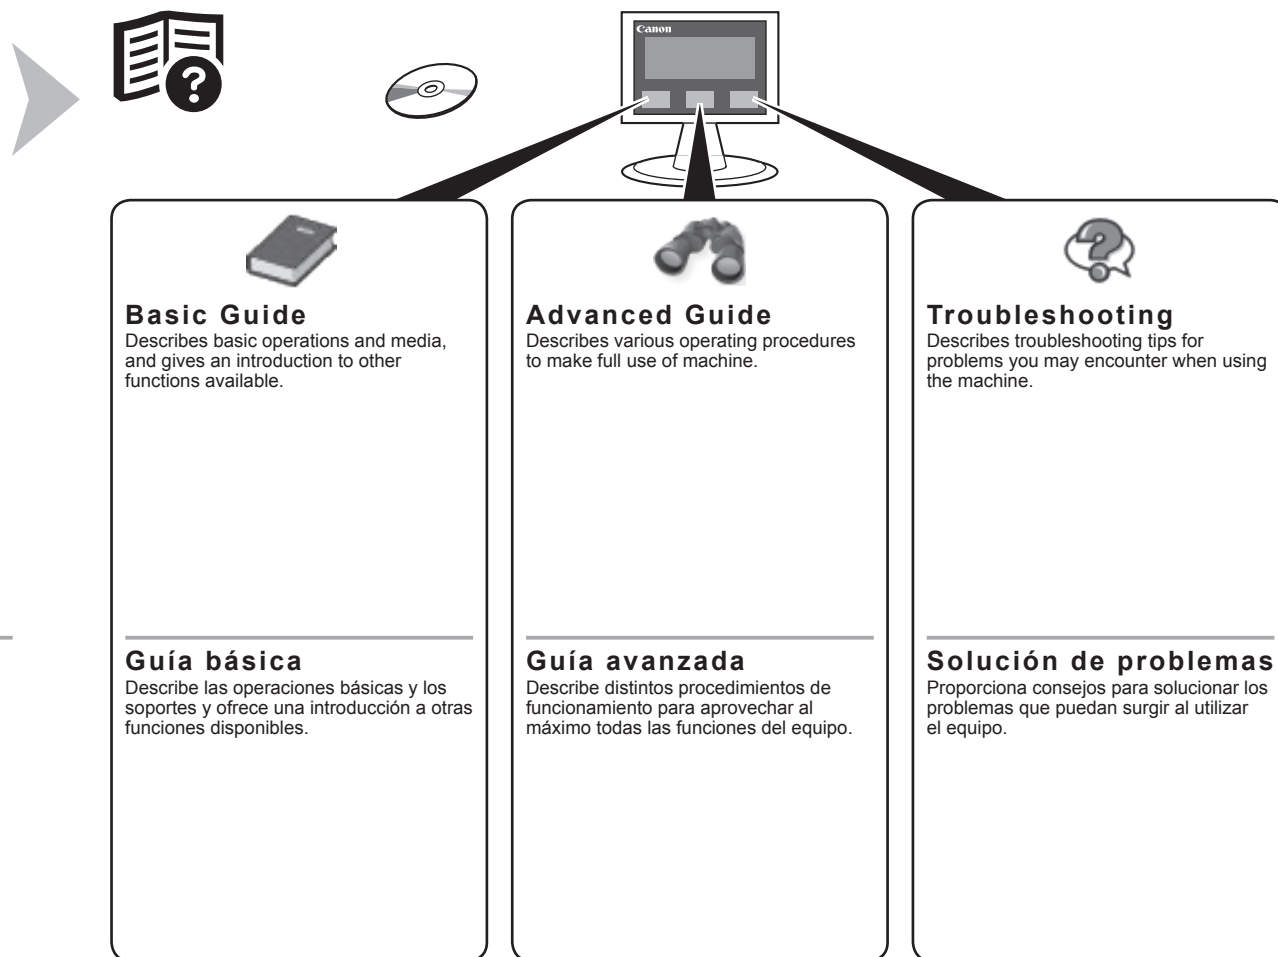 Canon
Basic Guide
Describes basic operations and media,
and gives an introduction to other
functions available.
Advanced Guide
Describes various operating procedures
to make full use of machine.
Troubleshooting
Describes troubleshooting tips for
problems you may encounter when using
the machine.
Guía básica
Describe las operaciones básicas y los
soportes y ofrece una introducción a otras
funciones disponibles.
Guía avanzada
Describe distintos procedimientos de
funcionamiento para aprovechar al
máximo todas las funciones del equipo.
Solución de problemas
Proporciona consejos para solucionar los
problemas que puedan surgir al utilizar
el equipo.